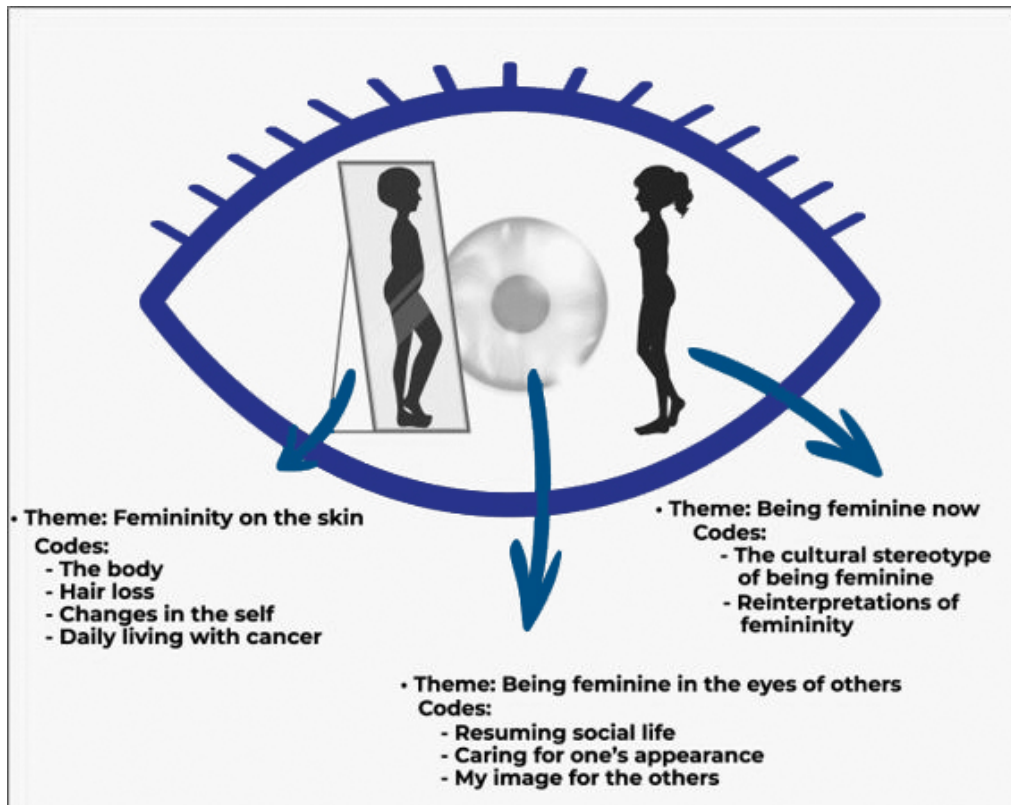 • Theme: Femininity on the skin
Codes:
- The body
- Hair loss
- Changes in the self
- Daily living with cancer
• Theme: Being feminine in the eyes of others
Codes:
- Resuming social life
- Caring for one's appearance
- My image for the others
• Theme: Being feminine now
Codes:
- The cultural stereotype
of being feminine
- Reinterpretations of
femininity